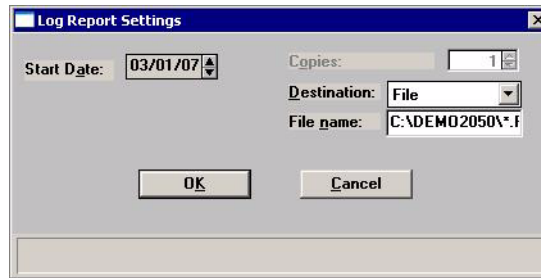 Log Report Settings
Start Date: 03/01/07
Copies: 1
Destination: File
File name: C:\DEMO2050\*.
OK Cancel